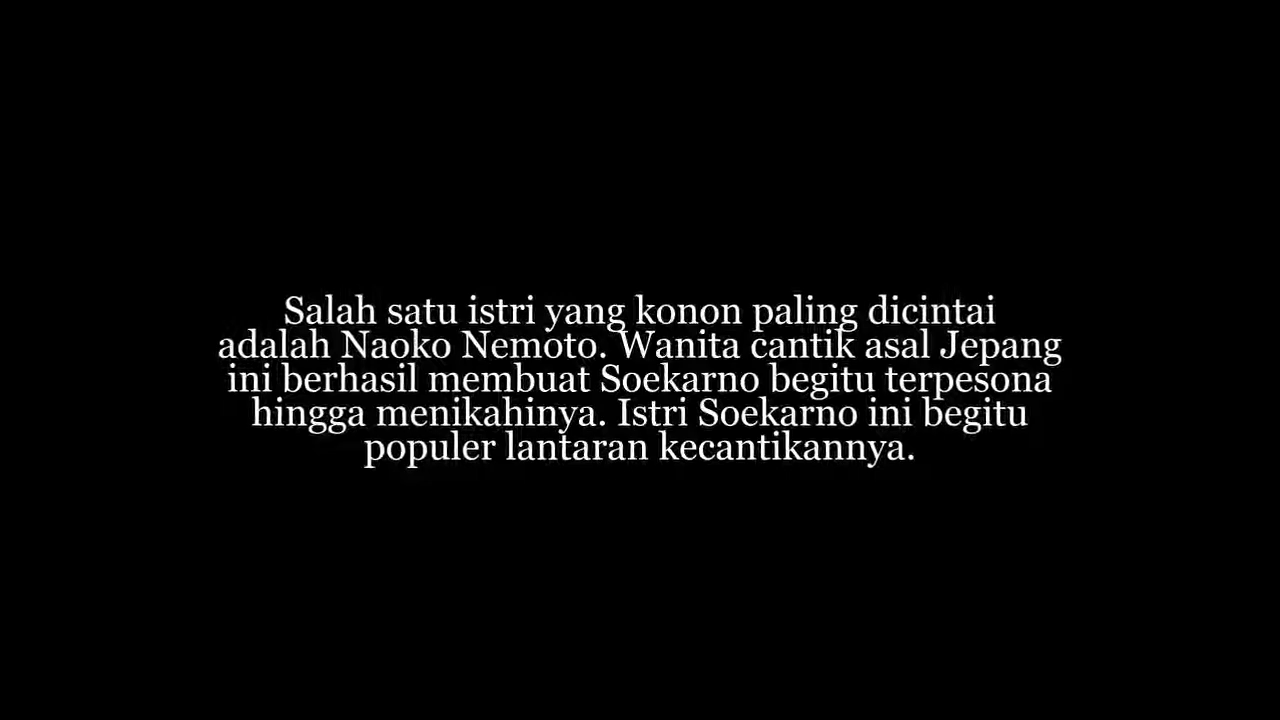 Salah satu istri yang konon paling dicintai
adalah Naoko Nemoto. Wanita cantik asal Jepang
ini berhasil membuat Soekarno begitu terpesona
hingga menikahinya. Istri Soekarno ini begitu
populer lantaran kecantikannya.